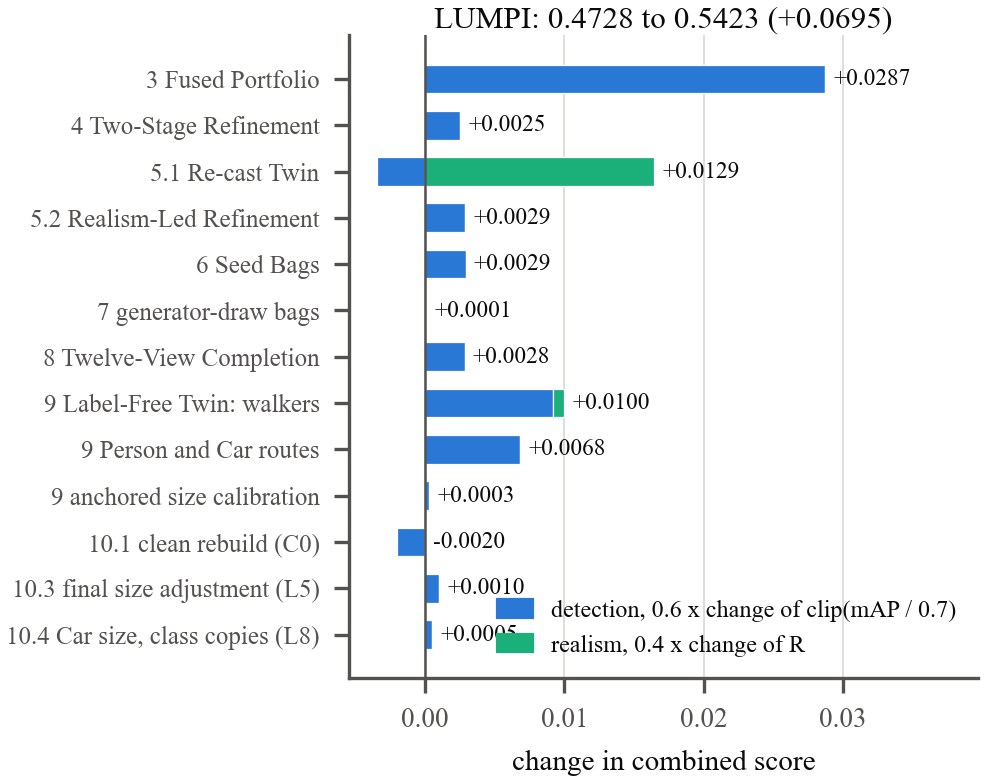 LUMPI: 0.4728 to 0.5423 (+0.0695)
3 Fused Portfolio +0.0287
4 Two-Stage Refinement +0.0025
5.1 Re-cast Twin +0.0129
5.2 Realism-Led Refinement +0.0029
6 Seed Bags +0.0029
7 generator-draw bags +0.0001
8 Twelve-View Completion +0.0028
9 Label-Free Twin: walkers +0.0100
9 Person and Car routes +0.0068
9 anchored size calibration +0.0003
10.1 clean rebuild (C0) -0.0020
10.3 final size adjustment (L5) +0.0010
detection, 0.6 x change of clip(mAP / 0.7)
10.4 Car size, class copies (L8) +0.0005
realism, 0.4 x change of R
0.00 0.01 0.02 0.03
change in combined score